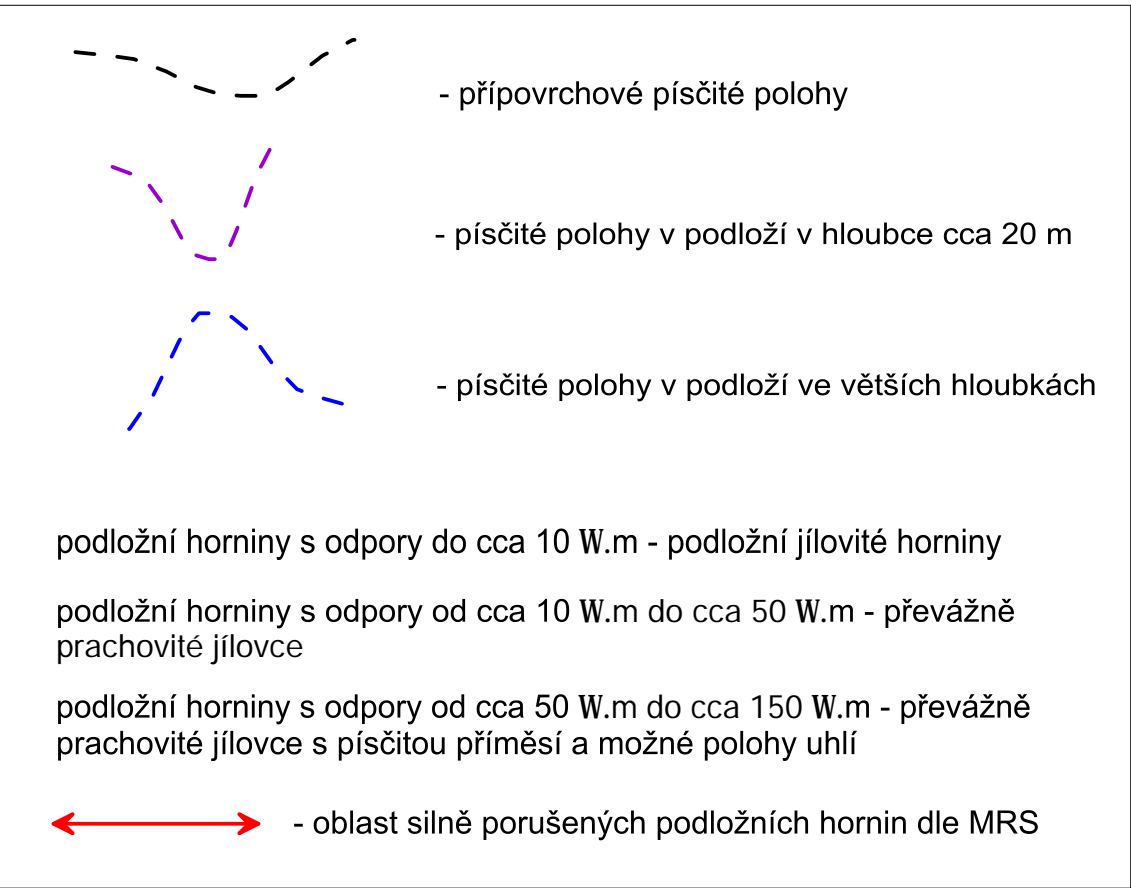 - přípovrchové písčité polohy
- písčité polohy v podloží v hloubce cca 20 m
- písčité polohy v podloží ve větších hloubkách
podložní horniny s odpory do cca 10 W.m - podložní jílovité horniny
podložní horniny s odpory od cca 10 W.m do cca 50 W.m - převážně
prachovité jílovce
podložní horniny s odpory od cca 50 W.m do cca 150 W.m - převážně
prachovité jílovce s písčitou příměsí a možné polohy uhlí
- oblast silně porušených podložních hornin dle MRS